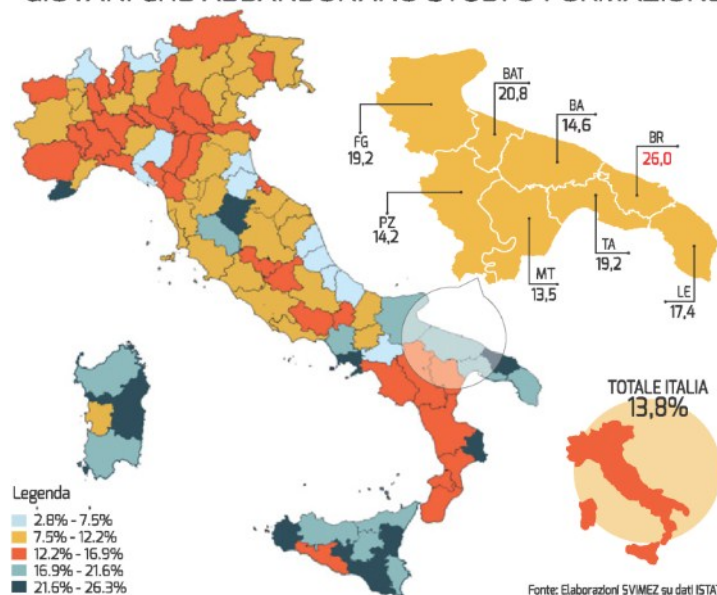 BAT
20,8
BA
14,6
FG
19,2
BR
26,0
PZ
14,2
TA
19,2
MT
13,5
LE
17,4
TOTALE ITALIA
13,8%
Legenda
2.8% - 7.5%
7.5% - 12.2%
12.2% - 16.9%
16.9% - 21.6%
21.6% - 26.3%
Fonte: Elaborazioni SVIMEZ su dati ISTAT